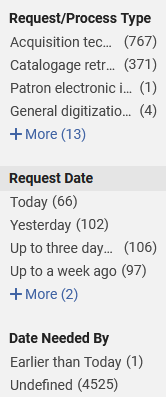 Request/Process Type
Acquisition tec... (767)
Catalogage retr... (371)
Patron electronic i... (1)
General digitizatio... (4)
+ More (13)
Request Date
Today (66)
Yesterday (102)
Up to three day... (106)
Up to a week ago (97)
+ More (2)
Date Needed By
Earlier than Today (1)
Undefined (4525)